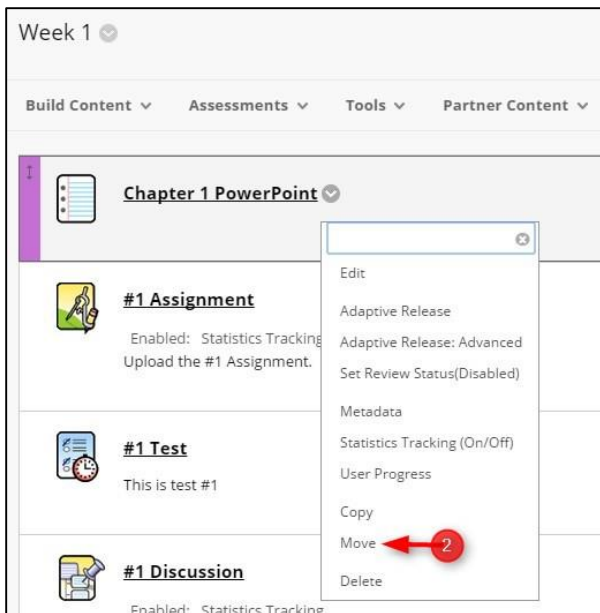 Week 1
Build Content Assessments Tools Partner Content
Chapter 1 PowerPoint
Edit
#1 Assignment
Adaptive Release
Enabled: Statistics Tracking
Adaptive Release: Advanced
Upload the #1 Assignment.
Set Review Status(Disabled)
Metadata
#1 Test
Statistics Tracking (On/Off)
User Progress
This is test #1
Copy
Move 2
#1 Discussion
Delete
Enabled: Statistics Tracking